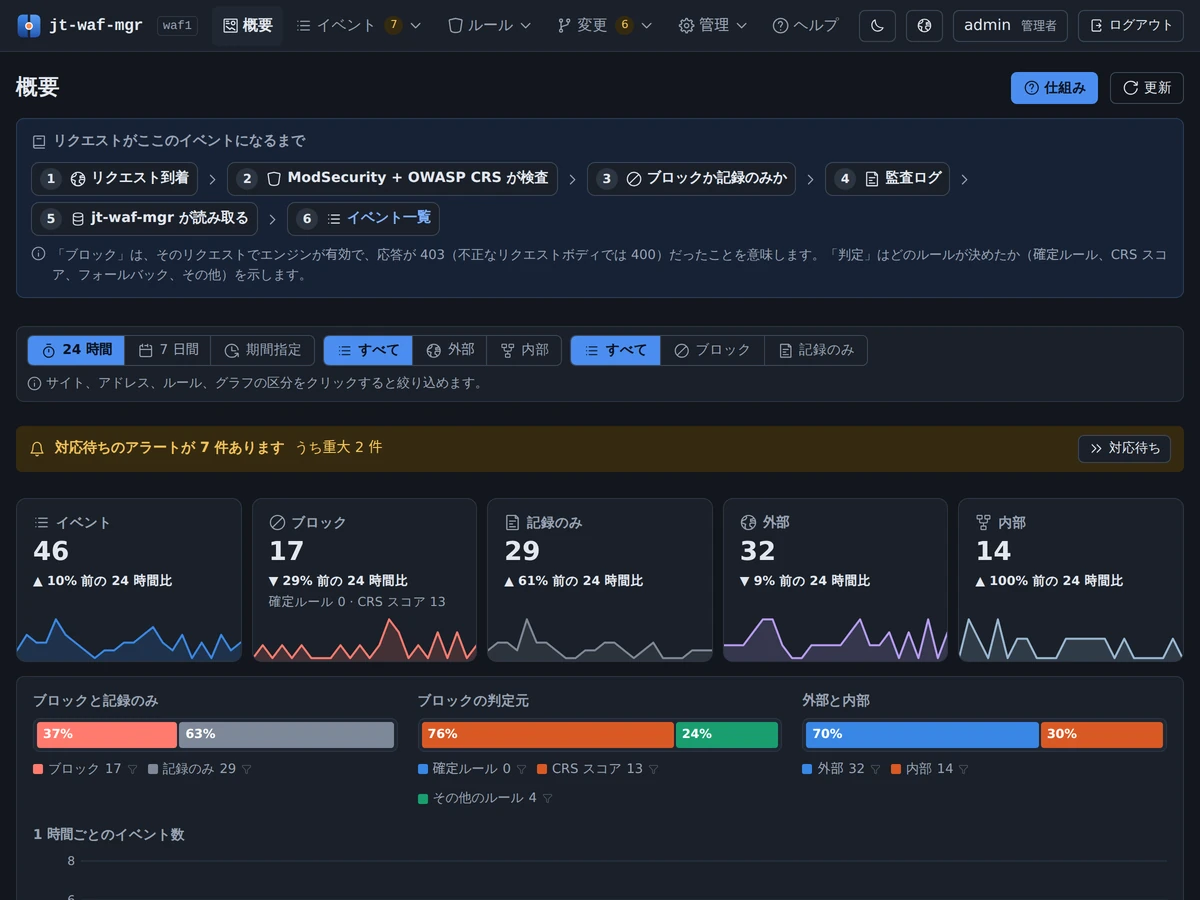 jt-waf-mgr waf1 概要 イベント 7 ルール 変更 6 管理 ヘルプ admin 管理者 ログアウト
概要 仕組み 更新
リクエストがここのイベントになるまで
1 リクエスト到着 2 ModSecurity + OWASP CRS が検査 3 ブロックか記録のみか 4 監査ログ
5 jt-waf-mgr が読み取る 6 イベント一覧
「ブロック」は、そのリクエストでエンジンが有効で、応答が 403（不正なリクエストボディでは 400）だったことを意味します。「判定」はどのルールが決めたか（確定ルール、CRS スコ
ア、フォールバック、その他）を示します。
24 時間 7 日間 期間指定 すべて 外部 内部 すべて ブロック 記録のみ
サイト、アドレス、ルール、グラフの区分をクリックすると絞り込めます。
対応待ちのアラートが 7 件あります うち重大 2 件 対応待ち
イベント ブロック 記録のみ 外部 内部
46 17 29 32 14
▲ 10% 前の 24 時間比 ▼ 29% 前の 24 時間比 ▲ 61% 前の 24 時間比 ▼ 9% 前の 24 時間比 ▲ 100% 前の 24 時間比
確定ルール 0 · CRS スコア 13
ブロックと記録のみ ブロックの判定元 外部と内部
37% 63% 76% 24% 70% 30%
ブロック 17 記録のみ 29 確定ルール 0 CRS スコア 13 外部 32 内部 14
その他のルール 4
1 時間ごとのイベント数
8
6